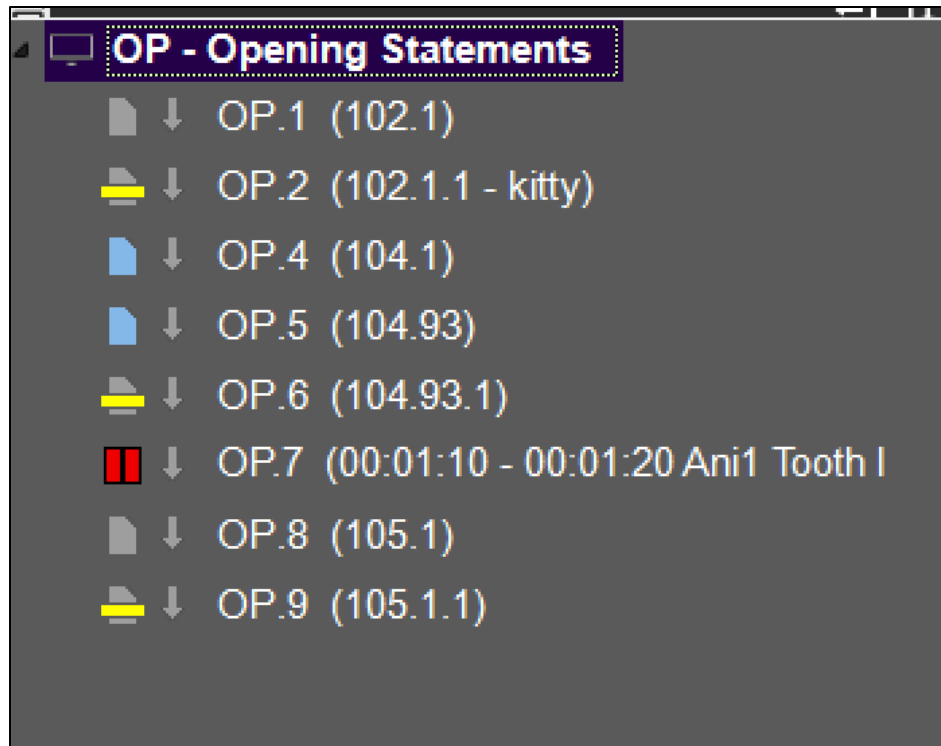 OP - Opening Statements
OP.1 (102.1)
OP.2 (102.1.1 - kitty)
OP.4 (104.1)
OP.5 (104.93)
OP.6 (104.93.1)
OP.7 (00:01:10 - 00:01:20 Ani1 Tooth I
OP.8 (105.1)
OP.9 (105.1.1)